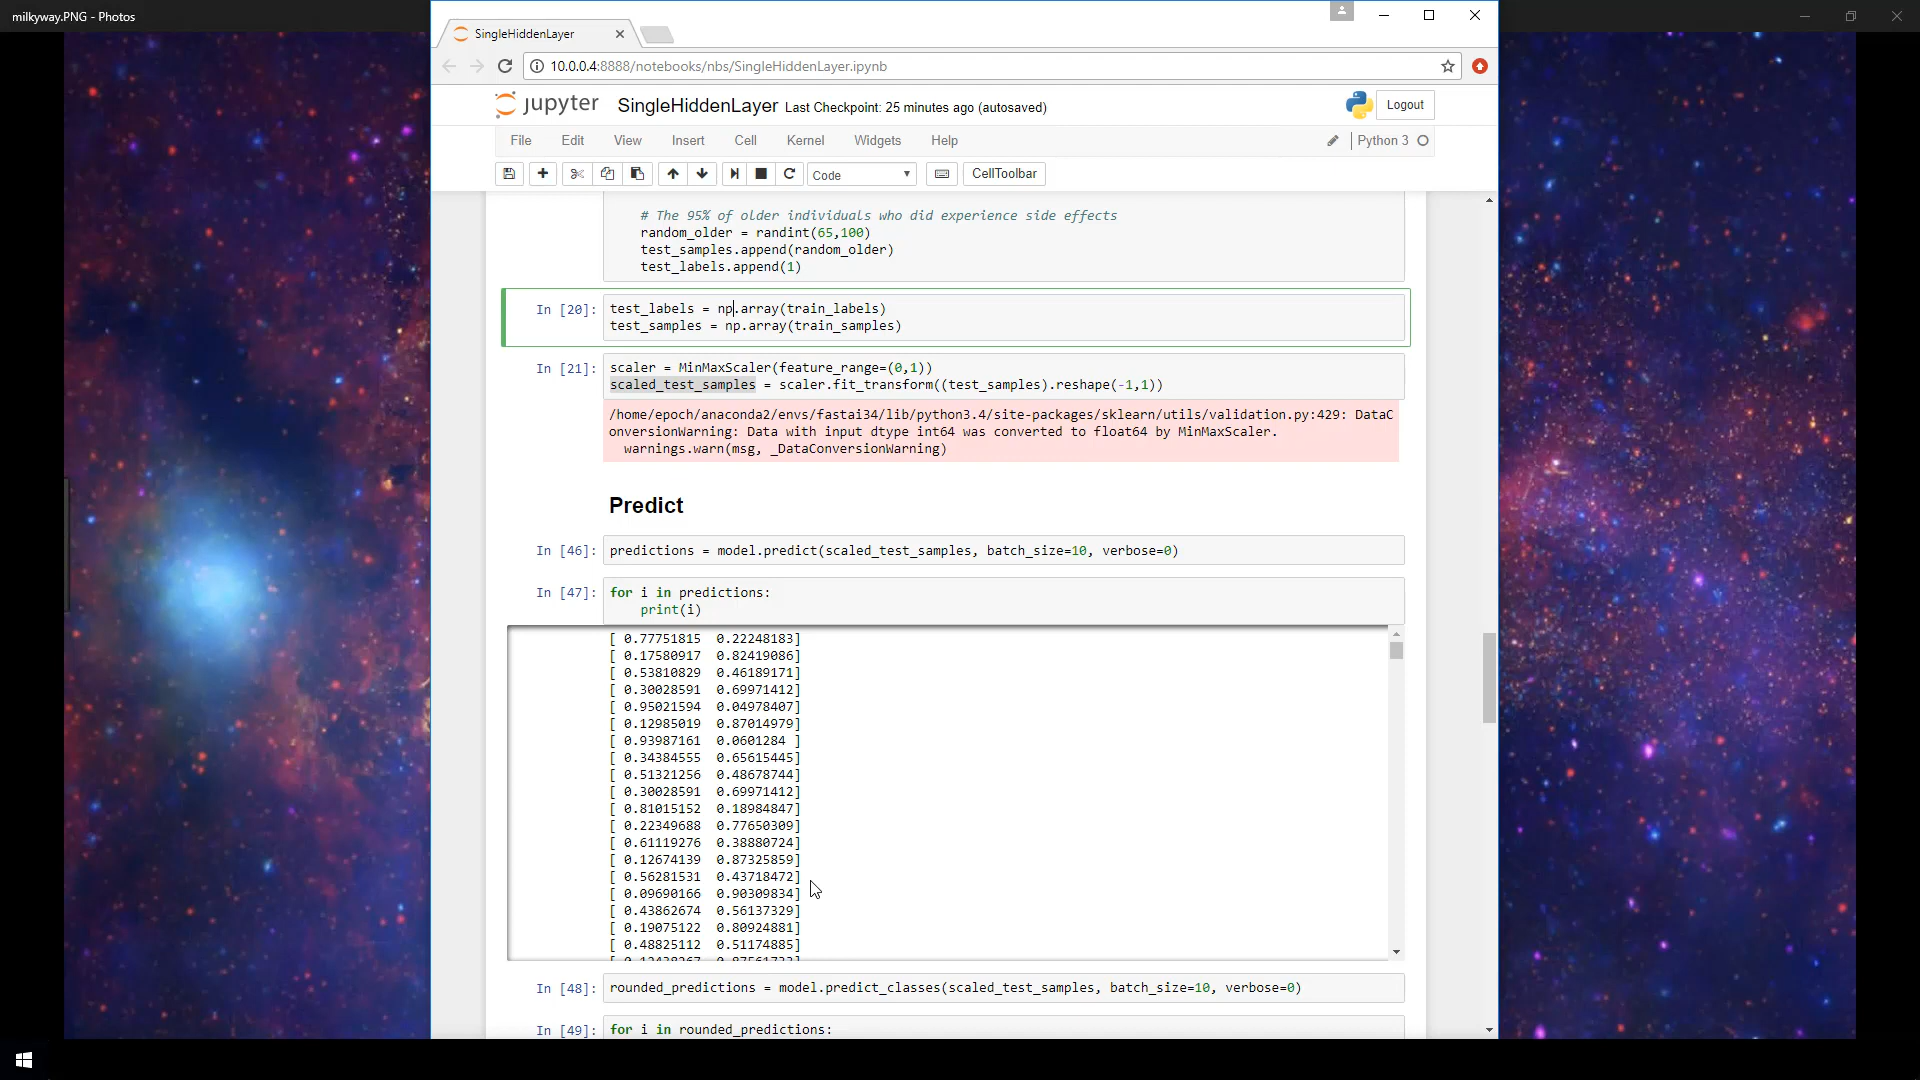 milkyway.PNG - Photos
SingleHiddenLayer
10.0.0.4:8888/notebooks/nbs/SingleHiddenLayer.ipynb
jupyter SingleHiddenLayer Last Checkpoint: 25 minutes ago (autosaved)
Logout
File Edit View Insert Cell Kernel Widgets Help
Python 3
Code
CellToolbar
# The 95% of older individuals who did experience side effects
random_older = randint(65,100)
test_samples.append(random_older)
test_labels.append(1)
In [20]: test_labels = np.array(train_labels)
test_samples = np.array(train_samples)
In [21]: scaler = MinMaxScaler(feature_range=(0,1))
scaled_test_samples = scaler.fit_transform((test_samples).reshape(-1,1))
/home/epoch/anaconda2/envs/fastai34/lib/python3.4/site-packages/sklearn/utils/validation.py:429: DataC
onversionWarning: Data with input dtype int64 was converted to float64 by MinMaxScaler.
warnings.warn(msg, _DataConversionWarning)
Predict
In [46]: predictions = model.predict(scaled_test_samples, batch_size=10, verbose=0)
In [47]: for i in predictions:
print(i)
[ 0.77751815 0.22248183]
[ 0.17580917 0.82419086]
[ 0.53810829 0.46189171]
[ 0.30028591 0.69971412]
[ 0.95021594 0.04978407]
[ 0.12985019 0.87014979]
[ 0.93987161 0.0601284 ]
[ 0.34384555 0.65615445]
[ 0.51321256 0.48678744]
[ 0.30028591 0.69971412]
[ 0.81015152 0.18984847]
[ 0.22349688 0.77650309]
[ 0.61119276 0.38880724]
[ 0.12674139 0.87325859]
[ 0.56281531 0.43718472]
[ 0.09690166 0.90309834]
[ 0.43862674 0.56137329]
[ 0.19075122 0.80924881]
[ 0.48825112 0.51174885]
In [48]: rounded_predictions = model.predict_classes(scaled_test_samples, batch_size=10, verbose=0)
In [49]: for i in rounded_predictions: